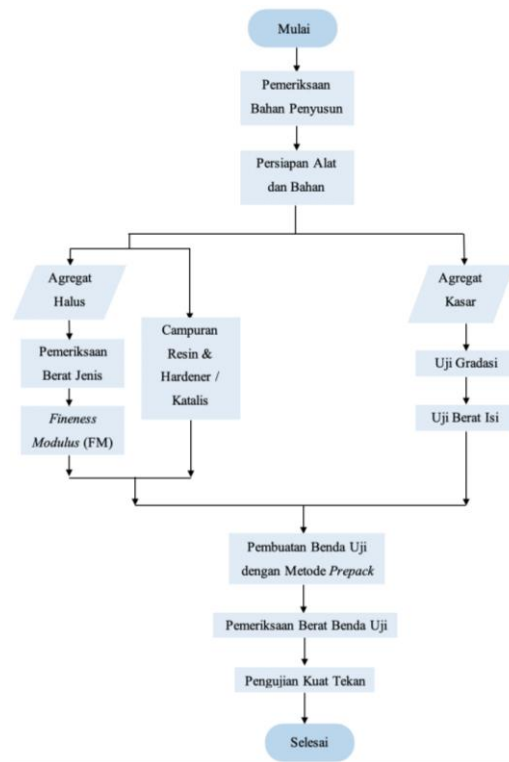 Mulai
Pemeriksaan
Bahan Penyusun
Persiapan Alat
dan Bahan
Agregat
Halus
Pemeriksaan
Berat Jenis
Fineness
Modulus (FM)
Campuran
Resin &
Hardener /
Katalis
Agregat
Kasar
Uji Gradasi
Uji Berat Isi
Pembuatan Benda Uji
dengan Metode Prepack
Pemeriksaan Berat Benda Uji
Pengujian Kuat Tekan
Selesai